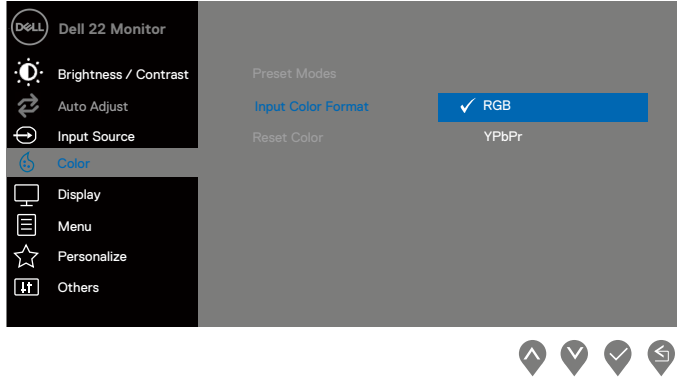 DELL Dell 22 Monitor
Brightness / Contrast
Auto Adjust
Input Source
Color
Display
Menu
Personalize
Others
Preset Modes
Input Color Format
Reset Color
RGB
YPbPr